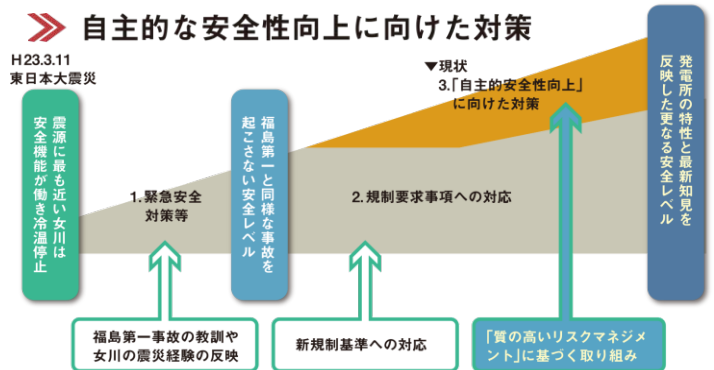 自主的な安全性向上に向けた対策
H23.3.11
東日本大震災
震源に最も近い女川は
安全機能が働き冷温停止
1.緊急安全
対策等
福島第一と同様な事故を
起こさない安全レベル
▼現状
3.「自主的安全性向上」
に向けた対策
2.規制要求事項への対応
発電所の特性と最新知見を
反映した更なる安全レベル
福島第一事故の教訓や
女川の震災経験の反映
新規制基準への対応
「質の高いリスクマネジメ
ント」に基づく取り組み